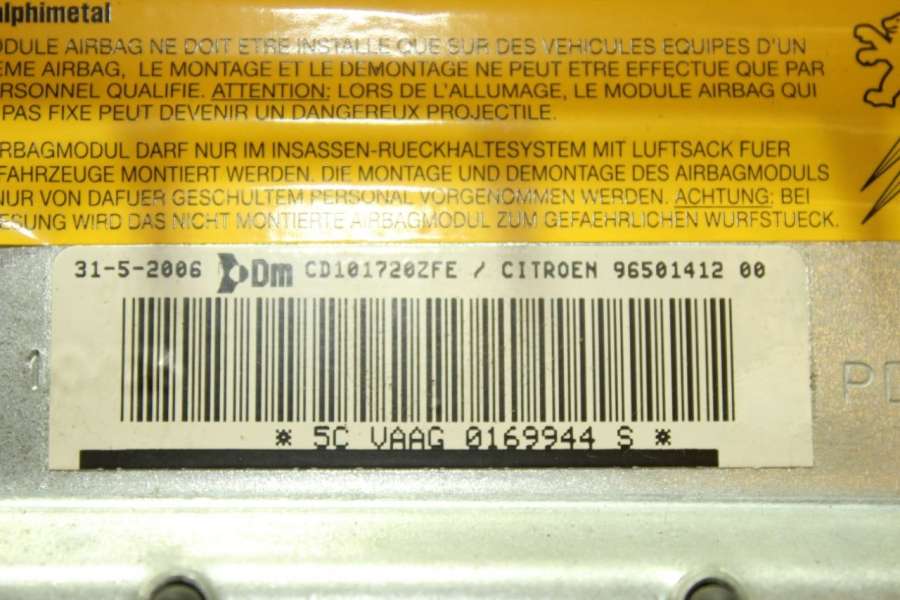 alphimetal
ODULE AIRBAG NE DOIT ETRE INSTALLE QUE SUR DES VEHICULES EQUIPES D'UN
EME AIRBAG, LE MONTAGE ET LE DEMONTAGE NE PEUT ETRE EFFECTUE QUE PAR
ERSONNEL QUALIFIE. ATTENTION: LORS DE L'ALLUMAGE, LE MODULE AIRBAG QUI
PAS FIXE PEUT DEVENIR UN DANGEREUX PROJECTILE.
RBAGMODUL DARF NUR IM INSASSEN-RUECKHALTESYSTEM MIT LUFTSACK FUER
FAHRZEUGE MONTIERT WERDEN. DIE MONTAGE UND DEMONTAGE DES AIRBAGMODULS
NUR VON DAFUER GESCHULTEM PERSONAL VORGENOMMEN WERDEN. ACHTUNG: BEI
ESUNG WIRD DAS NICHT MONTIERTE AIRBAGMODUL ZUM GEFAEHRLICHEN WURFSTUECK.
31-5-2006 Dm CD101720ZFE / CITROEN 96501412 00
* 5C VAAG 0169944 S *
1
PD